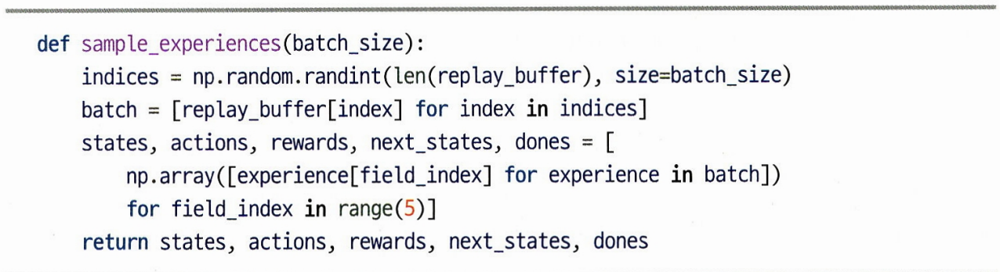 def sample_experiences(batch_size):
    indices = np.random.randint(len(replay_buffer), size=batch_size)
    batch = [replay_buffer[index] for index in indices]
    states, actions, rewards, next_states, dones = [
        np.array([experience[field_index] for experience in batch])
        for field_index in range(5)]
    return states, actions, rewards, next_states, dones